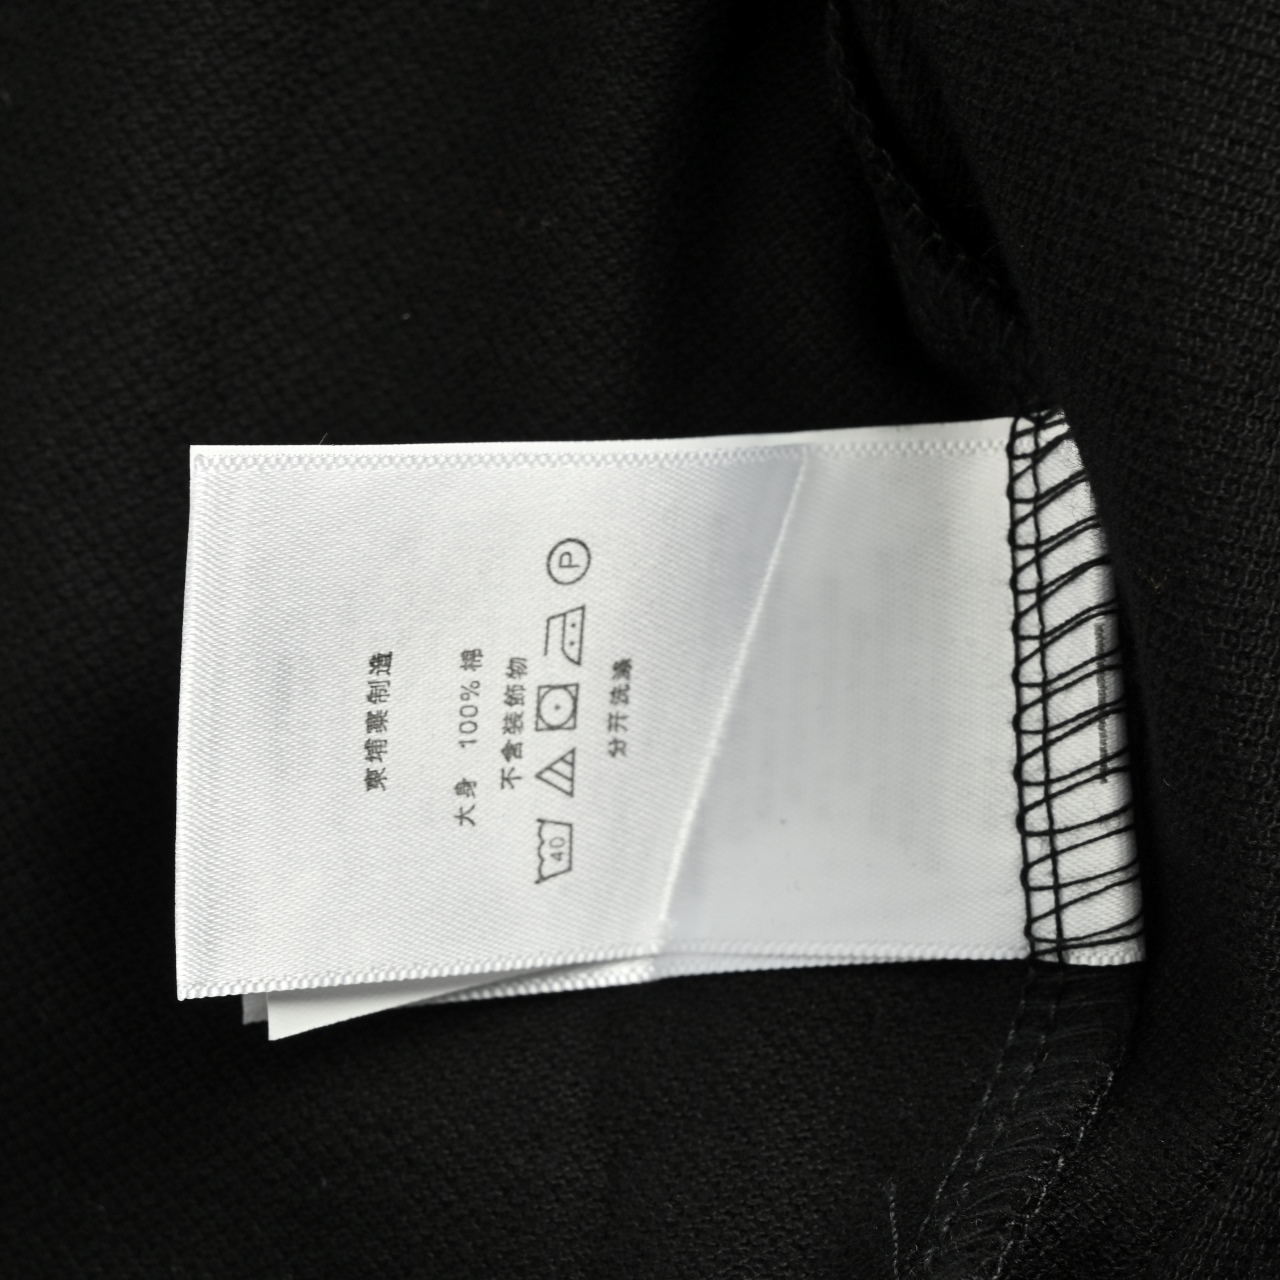 柬埔寨制造
大身 100% 棉
不含装饰物
40 P
分开洗涤